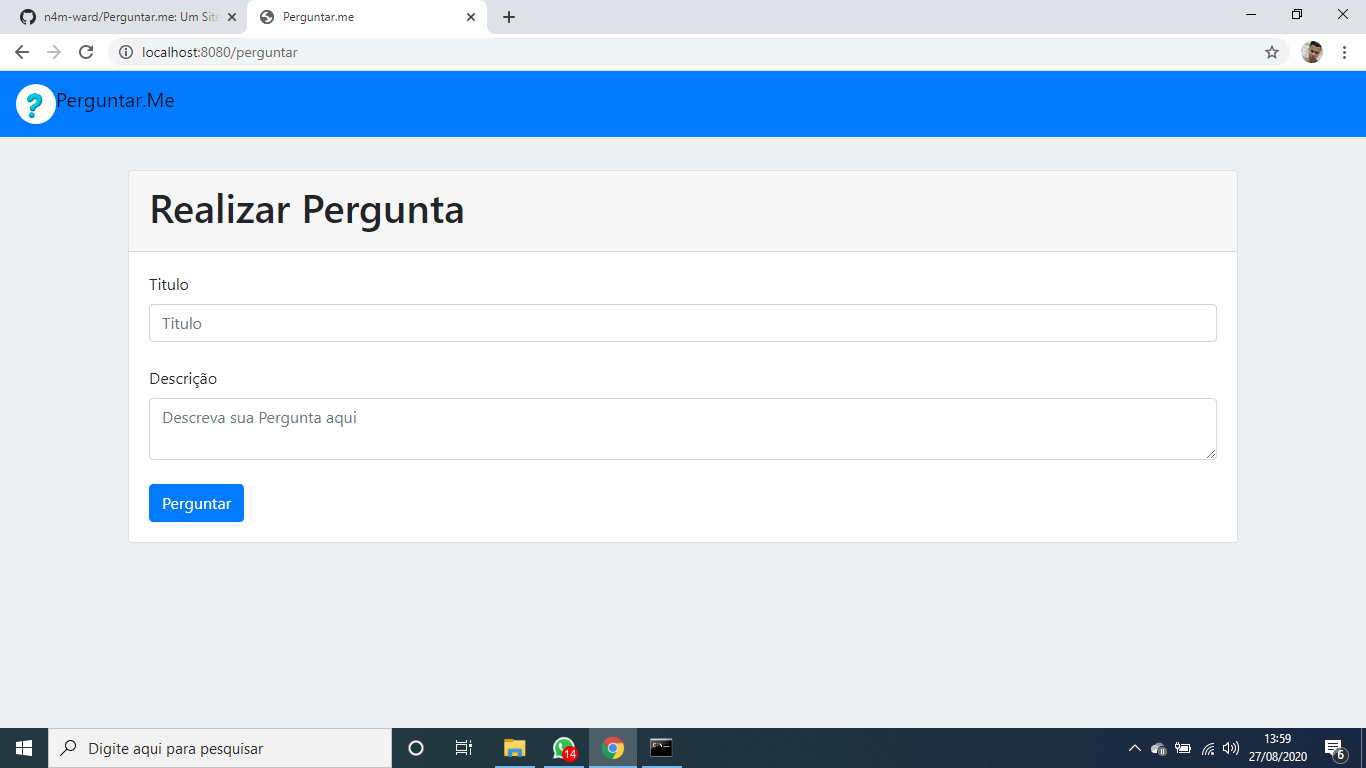 n4m-ward/Perguntar.me: Um Site
Perguntar.me
localhost:8080/perguntar
Perguntar.Me
Realizar Pergunta
Titulo
Titulo
Descrição
Descreva sua Pergunta aqui
Perguntar
Digite aqui para pesquisar
14
13:59
27/08/2020
6